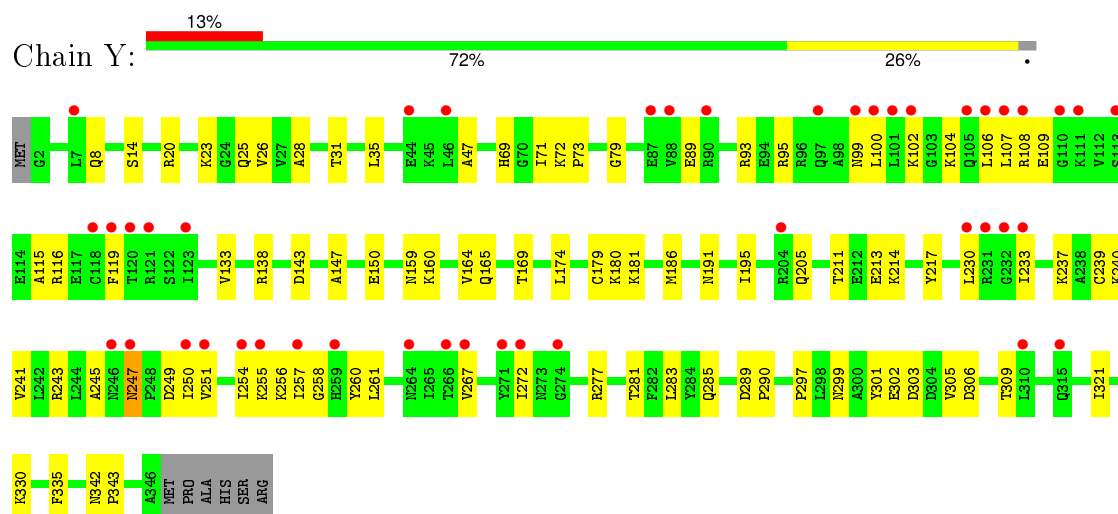 13%
Chain Y:
72% 26% •
MET G2 L7 Q8 S14 R20 K23 G24 Q25 V26 V27 A28 T31 L35 E44 K45 L46 A47 H69 G70 I71 K72 P73 G79 E87 V88 E89 R90 R93 E94 R95 R96 Q97 A98 N99 L100 L101 K102 G103 K104 Q105 L106 L107 R108 E109 G110 K111 V112
E114 A115 R116 E117 C118 F119 T120 R121 S122 I123 V133 R138 D143 A147 E150 N159 K160 V164 Q165 T169 L174 C179 K180 K181 M186 N191 I195 R204 Q205 T211 E212 E213 K214 Y217 L230 R231 G232 I233 K237 A238 C239 K240
V241 L242 R243 L244 A245 N246 N247 P248 D249 I250 V251 I254 K255 K256 I257 G258 H259 Y260 L261 N264 I265 T266 V267 Y271 I272 N273 G274 R277 T281 F282 L283 Y284 Q285 D289 P290 P297 L298 N299 A300 Y301 E302 D303 D304 V305 D306 T309 L310 Q315 I321
K330 F335 N342 P343 A346 MET PRO ALA HIS SER ARG